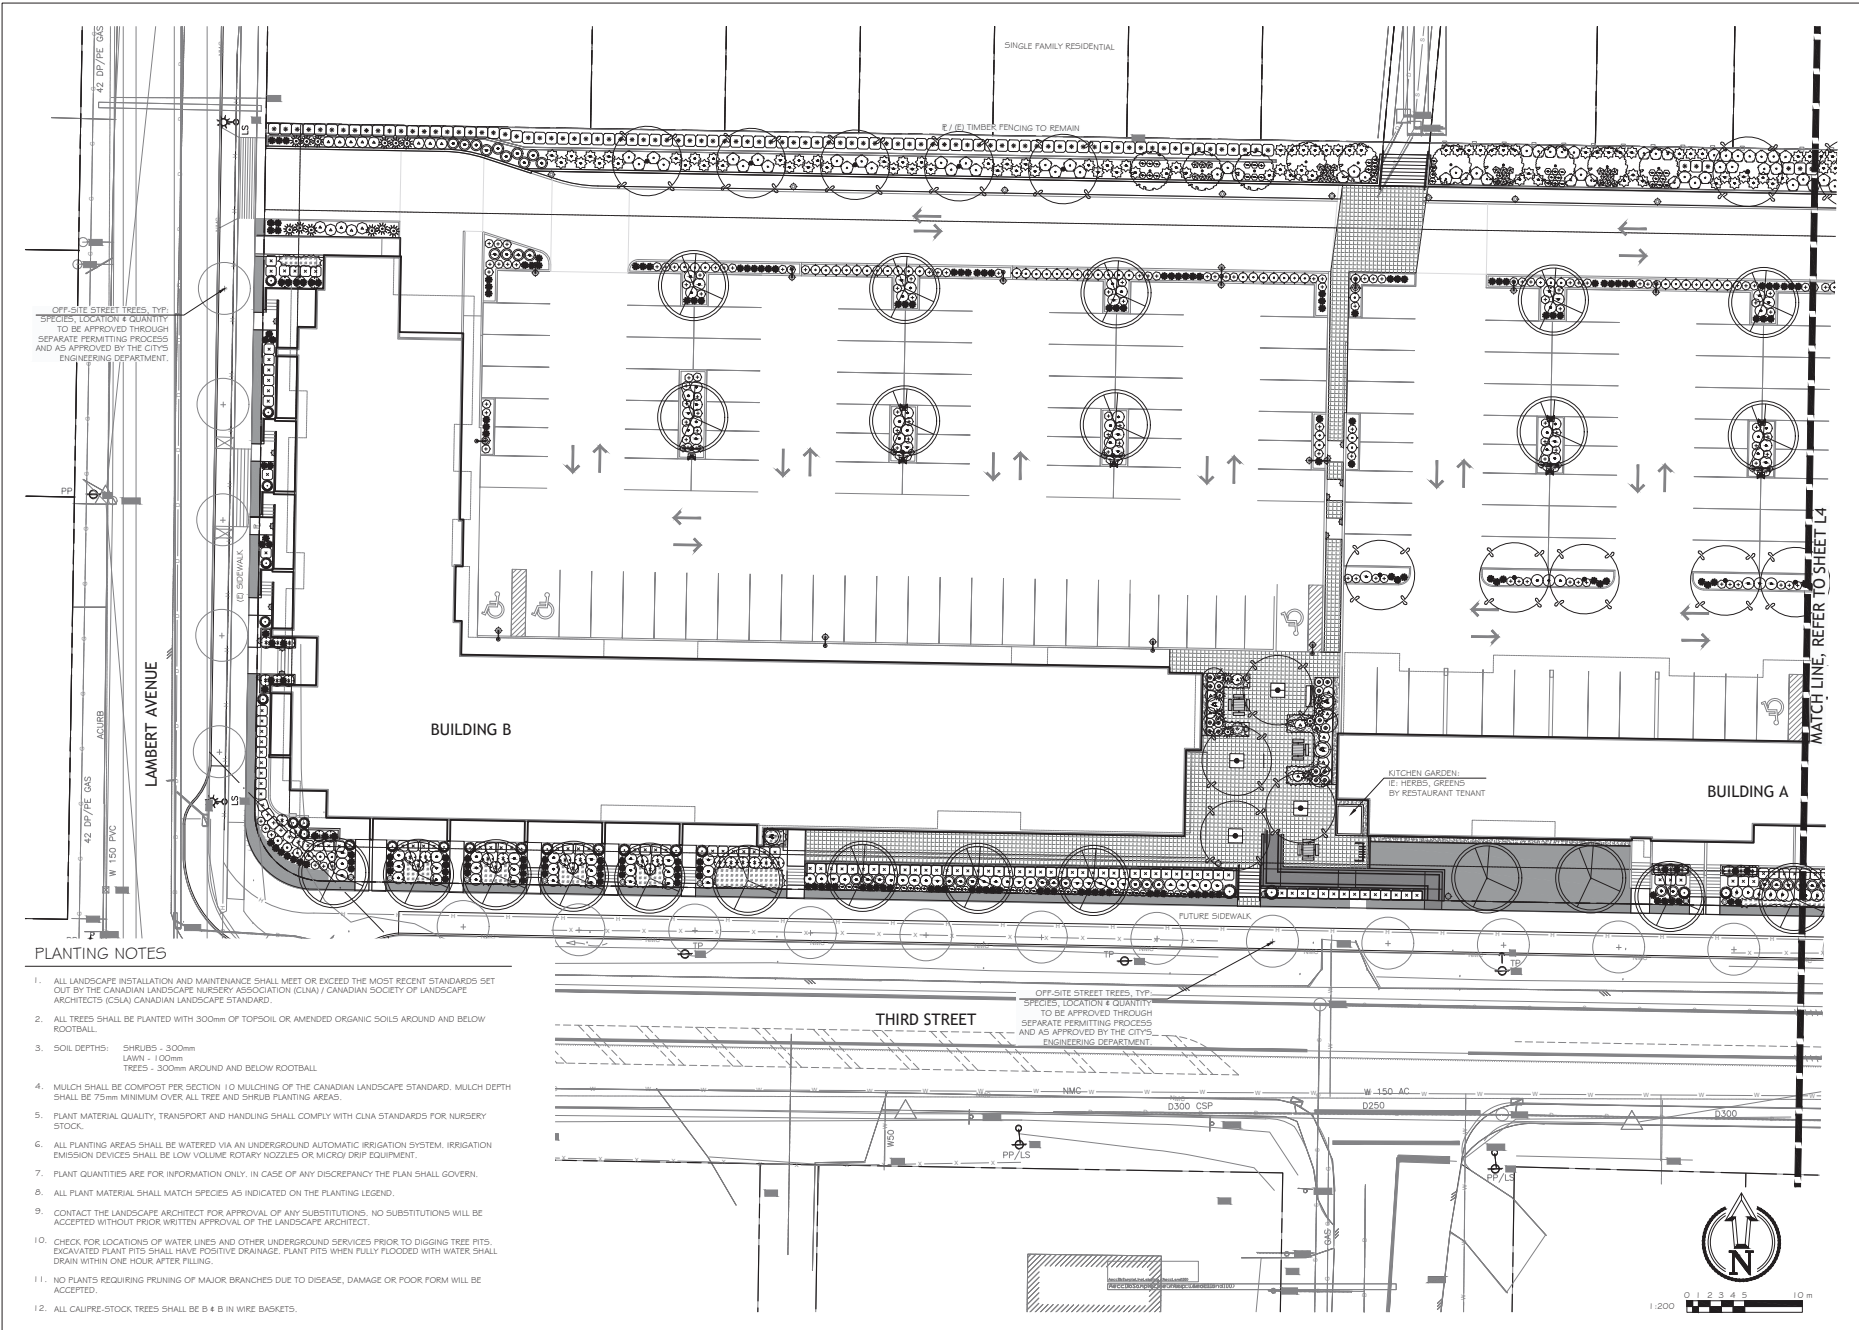 SINGLE FAMILY RESIDENTIAL
42 DP/PE GAS
LS
℄ / (E) TIMBER FENCING TO REMAIN
OFF-SITE STREET TREES, TYP:
SPECIES, LOCATION & QUANTITY
TO BE APPROVED THROUGH
SEPARATE PERMITTING PROCESS
AND AS APPROVED BY THE CITY'S
ENGINEERING DEPARTMENT.
PP
(E) SIDEWALK
MATCH LINE, REFER TO SHEET L4
LAMBERT AVENUE
ACURB
BUILDING B
KITCHEN GARDEN:
IE: HERBS, GREENS
BY RESTAURANT TENANT
BUILDING A
42 DP/PE GAS
W 150 PVC
LS
FUTURE SIDEWALK
TP
TP
TP
OFF-SITE STREET TREES, TYP:
SPECIES, LOCATION & QUANTITY
TO BE APPROVED THROUGH
SEPARATE PERMITTING PROCESS
AND AS APPROVED BY THE CITY'S
ENGINEERING DEPARTMENT.
THIRD STREET
NMC
W 150 AC
D300 CSP
D250
D300
W50
PP/LS
PP/LS
GAS
PLANTING NOTES
1. ALL LANDSCAPE INSTALLATION AND MAINTENANCE SHALL MEET OR EXCEED THE MOST RECENT STANDARDS SET
OUT BY THE CANADIAN LANDSCAPE NURSERY ASSOCIATION (CLNA) / CANADIAN SOCIETY OF LANDSCAPE
ARCHITECTS (CSLA) CANADIAN LANDSCAPE STANDARD.
2. ALL TREES SHALL BE PLANTED WITH 300mm OF TOPSOIL OR AMENDED ORGANIC SOILS AROUND AND BELOW
ROOTBALL.
3. SOIL DEPTHS: SHRUBS - 300mm
LAWN - 100mm
TREES - 300mm AROUND AND BELOW ROOTBALL
4. MULCH SHALL BE COMPOST PER SECTION 10 MULCHING OF THE CANADIAN LANDSCAPE STANDARD. MULCH DEPTH
SHALL BE 75mm MINIMUM OVER ALL TREE AND SHRUB PLANTING AREAS.
5. PLANT MATERIAL QUALITY, TRANSPORT AND HANDLING SHALL COMPLY WITH CLNA STANDARDS FOR NURSERY
STOCK.
6. ALL PLANTING AREAS SHALL BE WATERED VIA AN UNDERGROUND AUTOMATIC IRRIGATION SYSTEM. IRRIGATION
EMISSION DEVICES SHALL BE LOW VOLUME ROTARY NOZZLES OR MICRO/ DRIP EQUIPMENT.
7. PLANT QUANTITIES ARE FOR INFORMATION ONLY. IN CASE OF ANY DISCREPANCY THE PLAN SHALL GOVERN.
8. ALL PLANT MATERIAL SHALL MATCH SPECIES AS INDICATED ON THE PLANTING LEGEND.
9. CONTACT THE LANDSCAPE ARCHITECT FOR APPROVAL OF ANY SUBSTITUTIONS. NO SUBSTITUTIONS WILL BE
ACCEPTED WITHOUT PRIOR WRITTEN APPROVAL OF THE LANDSCAPE ARCHITECT.
10. CHECK FOR LOCATIONS OF WATER LINES AND OTHER UNDERGROUND SERVICES PRIOR TO DIGGING TREE PITS.
EXCAVATED PLANT PITS SHALL HAVE POSITIVE DRAINAGE. PLANT PITS WHEN FULLY FLOODED WITH WATER SHALL
DRAIN WITHIN ONE HOUR AFTER FILLING.
11. NO PLANTS REQUIRING PRUNING OF MAJOR BRANCHES DUE TO DISEASE, DAMAGE OR POOR FORM WILL BE
ACCEPTED.
12. ALL CALIPRE-STOCK TREES SHALL BE B & B IN WIRE BASKETS.
N
0 1 2 3 4 5 10 m
1:200